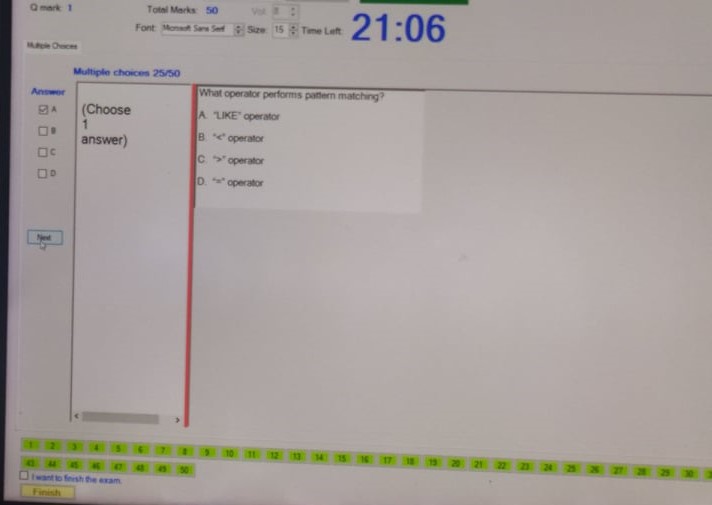 Q mark: 1
Total Marks: 50
Vol: 8
Font: Microsoft Sans Serif
Size: 15
Time Left: 21:06
Multiple Choices
Multiple choices 25/50
Answer
A
B
C
D
(Choose
1
answer)
What operator performs pattern matching?
A. "LIKE" operator
B. "<" operator
C. ">" operator
D. "=" operator
Next
1 2 3 4 5 6 7 8 9 10 11 12 13 14 15 16 17 18 19 20 21 22 23 24 25 26 27 28 29 30
43 44 45 46 47 48 49 50
I want to finish the exam.
Finish